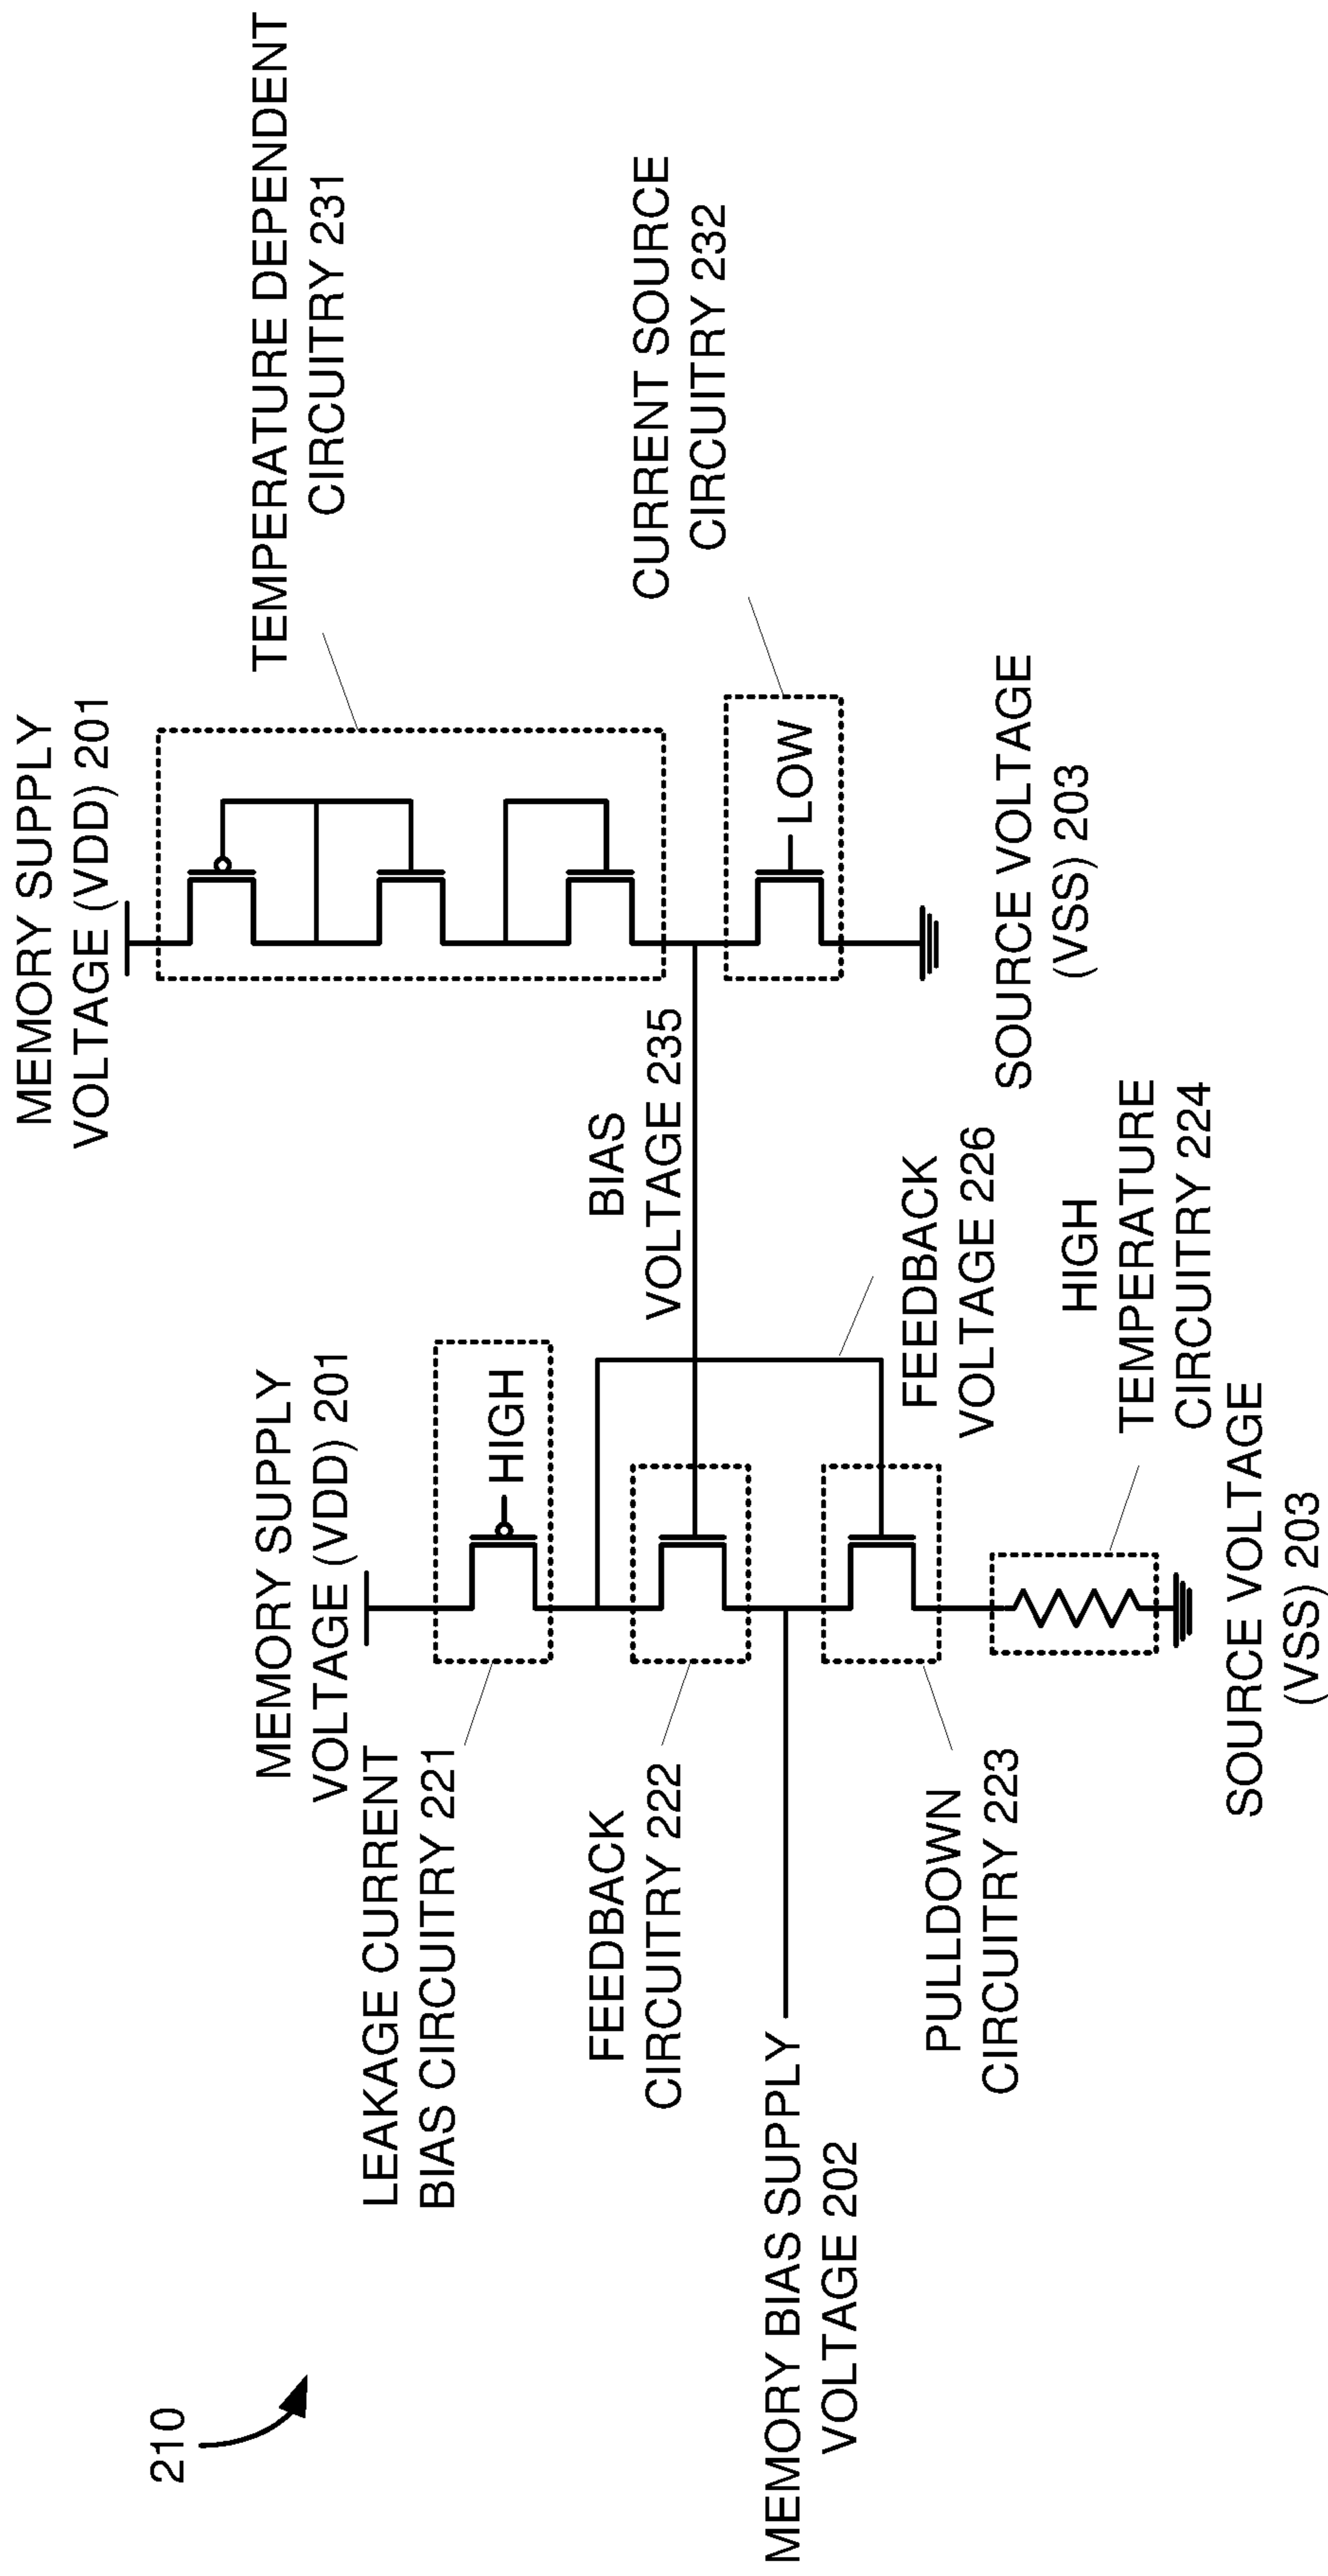 210
MEMORY SUPPLY
VOLTAGE (VDD) 201
MEMORY SUPPLY
VOLTAGE (VDD) 201
TEMPERATURE DEPENDENT
CIRCUITRY 231
LEAKAGE CURRENT
BIAS CIRCUITRY 221
HIGH
BIAS
VOLTAGE 235
LOW
CURRENT SOURCE
CIRCUITRY 232
FEEDBACK
CIRCUITRY 222
MEMORY BIAS SUPPLY
VOLTAGE 202
FEEDBACK
VOLTAGE 226
SOURCE VOLTAGE
(VSS) 203
PULLDOWN
CIRCUITRY 223
HIGH
TEMPERATURE
CIRCUITRY 224
SOURCE VOLTAGE
(VSS) 203